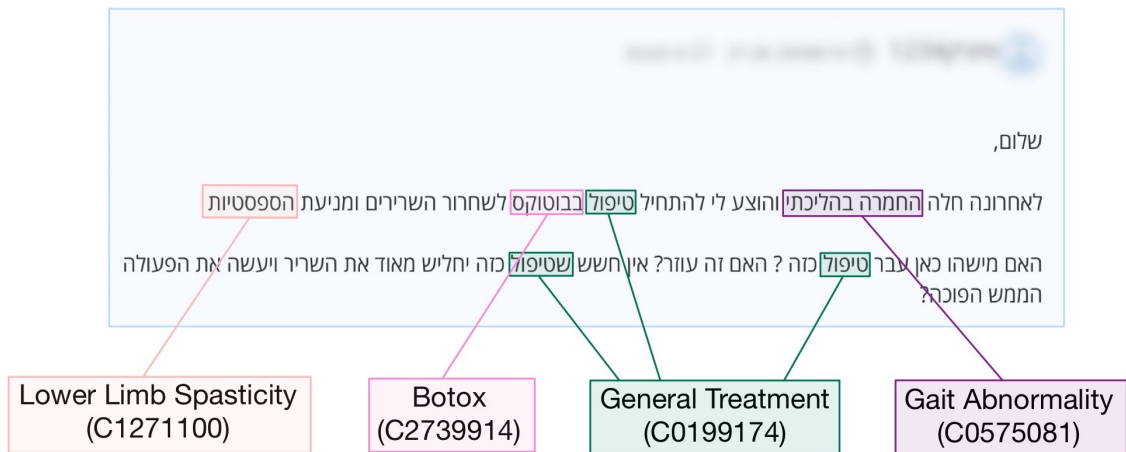 שלום,
לאחרונה חלה החמרה בהליכתי והוצע לי להתחיל טיפול בבוטוקס לשחרור השרירים ומניעת הספסטיות
האם מישהו כאן עבר טיפול כזה ? האם זה עוזר? אין חשש שטיפול כזה יחליש מאוד את השריר ויעשה את הפעולה
הממש הפוכה?
Lower Limb Spasticity
(C1271100)
Botox
(C2739914)
General Treatment
(C0199174)
Gait Abnormality
(C0575081)